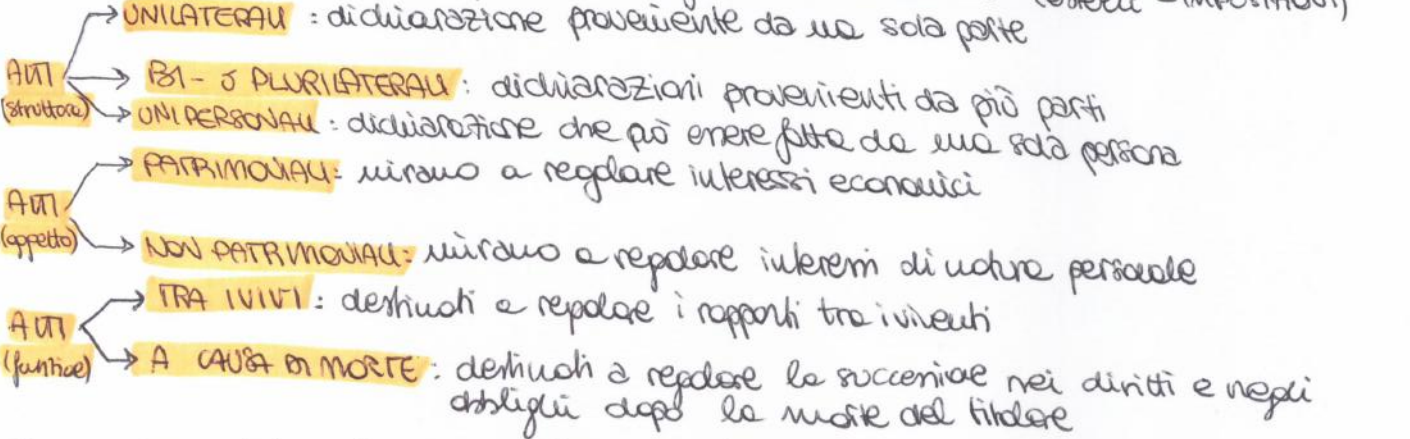 UNILATERALI : dichiarazione proveniente da una sola parte
ATTI (struttura)
BI- O PLURILATERALI : dichiarazioni provenienti da più parti
UNIPERSONALI : dichiarazione che può essere fatta da una sola persona
PATRIMONIALI: mirano a regolare interessi economici
ATTI (oggetto)
NON PATRIMONIALI: mirano a regolare interessi di natura personale
TRA I VIVI : destinati a regolare i rapporti tra i viventi
ATTI (funzione)
A CAUSA DI MORTE : destinati a regolare la successione nei diritti e negli
obblighi dopo la morte del titolare